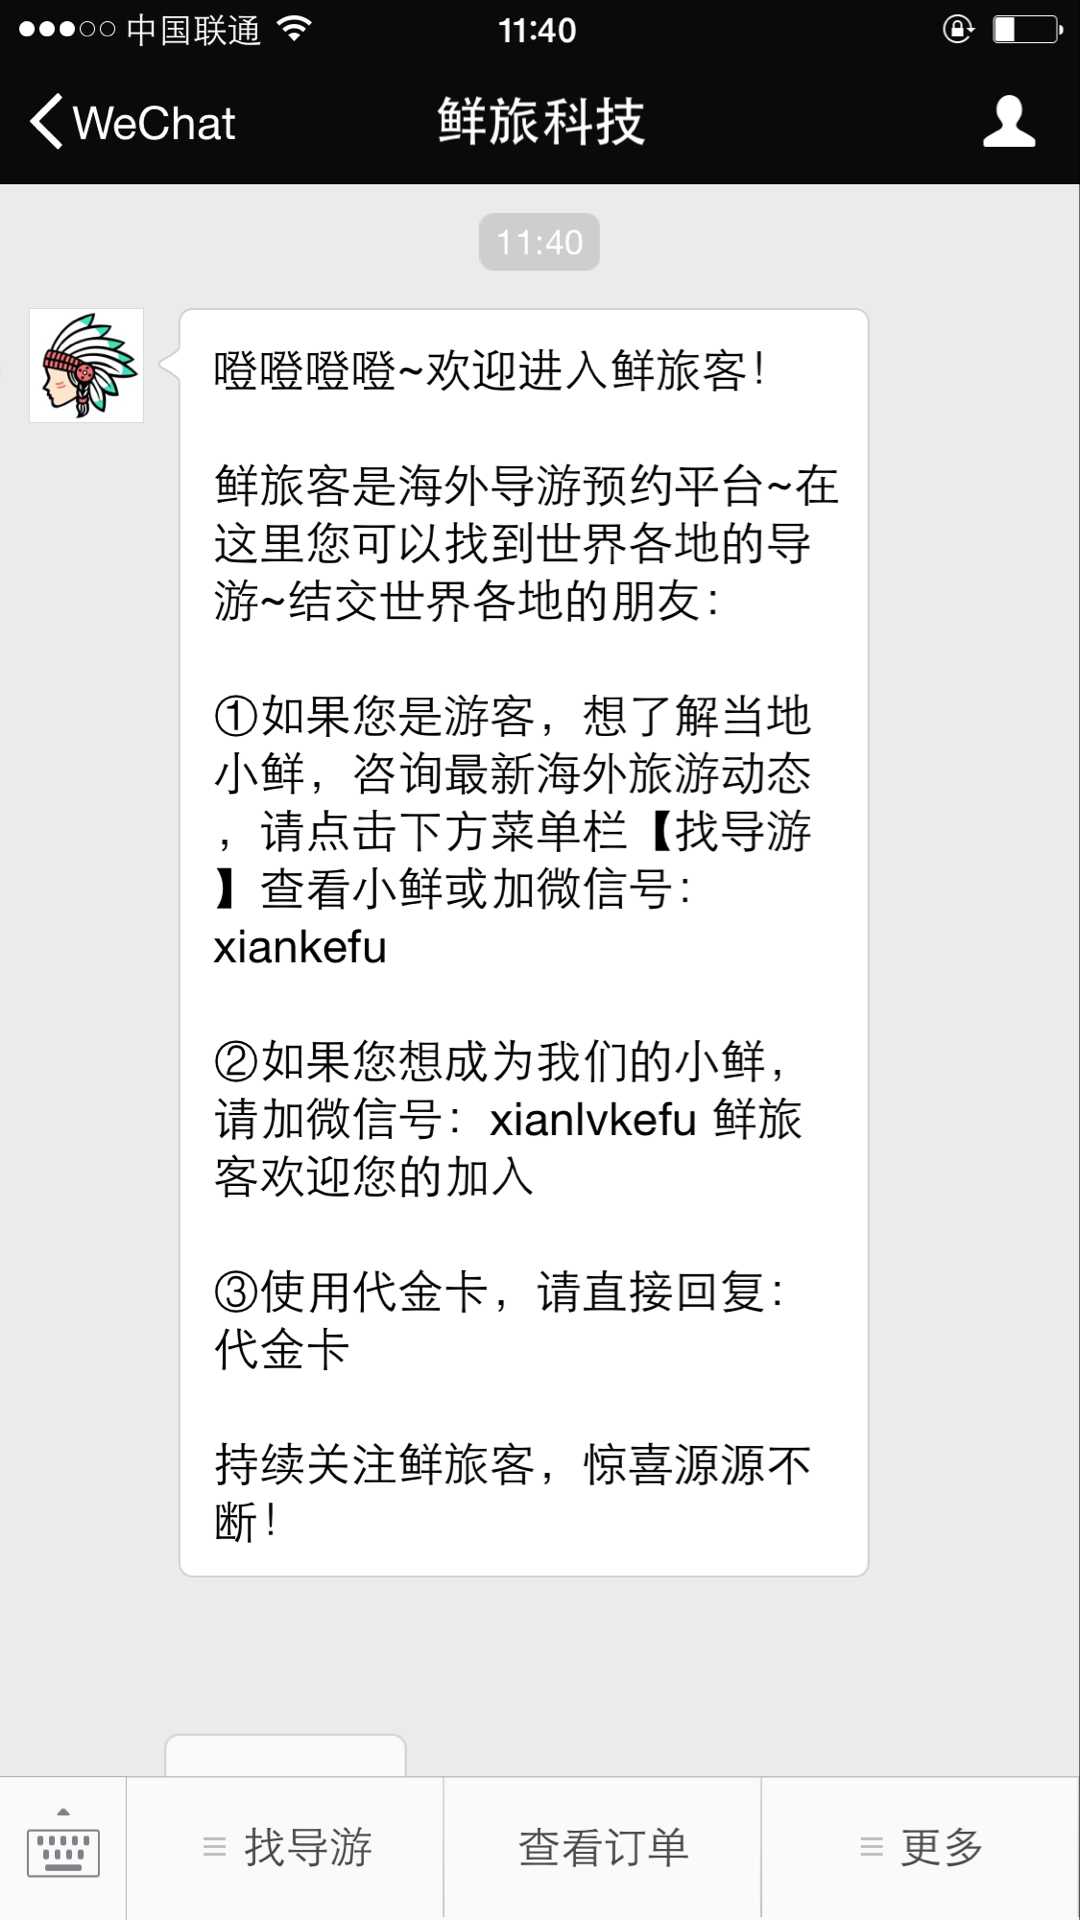 中国联通
11:40
WeChat
鲜旅科技
11:40
噔噔噔噔~欢迎进入鲜旅客！
鲜旅客是海外导游预约平台~在
这里您可以找到世界各地的导
游~结交世界各地的朋友：
①如果您是游客，想了解当地
小鲜，咨询最新海外旅游动态
，请点击下方菜单栏【找导游
】查看小鲜或加微信号：
xiankefu
②如果您想成为我们的小鲜，
请加微信号：xianlvkefu 鲜旅
客欢迎您的加入
③使用代金卡，请直接回复：
代金卡
持续关注鲜旅客，惊喜源源不
断！
找导游
查看订单
更多